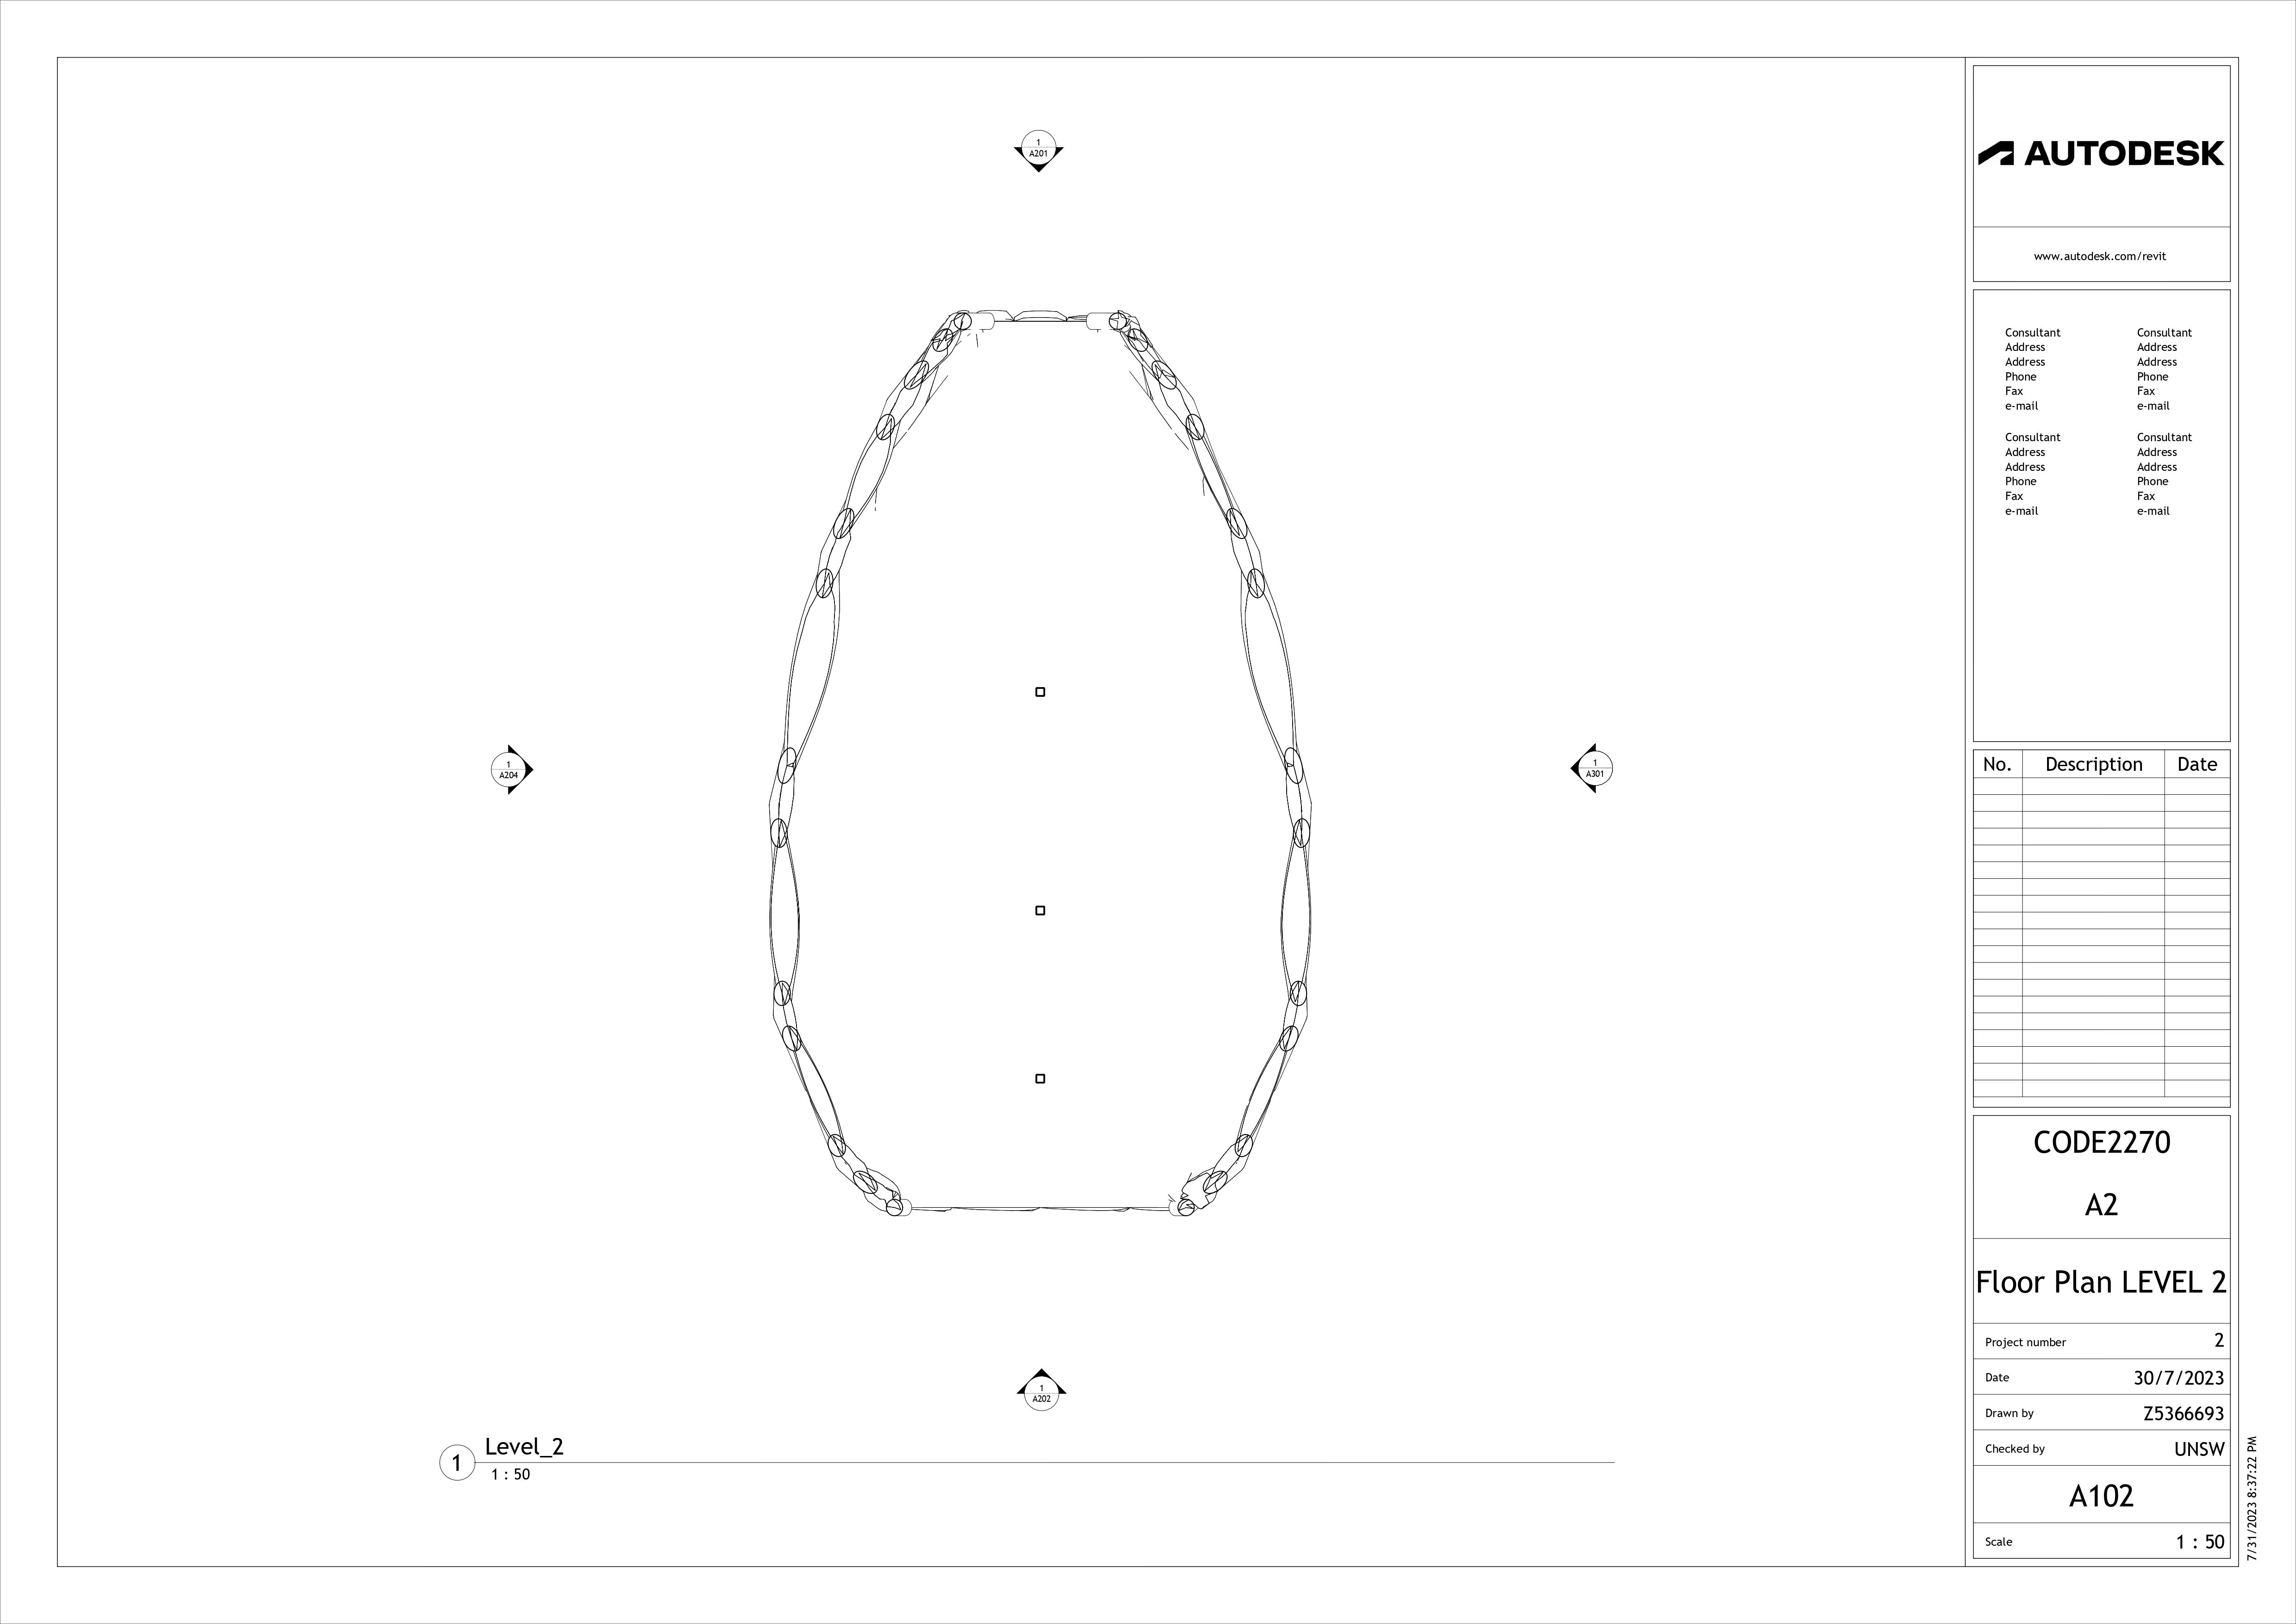 1
A201
1
A204
1
A301
1
A202
1
Level_2
1 : 50
AUTODESK
www.autodesk.com/revit
Consultant
Address
Address
Phone
Fax
e-mail
Consultant
Address
Address
Phone
Fax
e-mail
Consultant
Address
Address
Phone
Fax
e-mail
Consultant
Address
Address
Phone
Fax
e-mail
No. Description Date
CODE2270
A2
Floor Plan LEVEL 2
Project number 2
Date 30/7/2023
Drawn by Z5366693
Checked by UNSW
A102
Scale 1 : 50
7/31/2023 8:37:22 PM